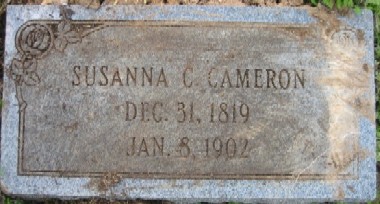 SUSANNA C. CAMERON
DEC. 31, 1819
JAN. 8, 1902